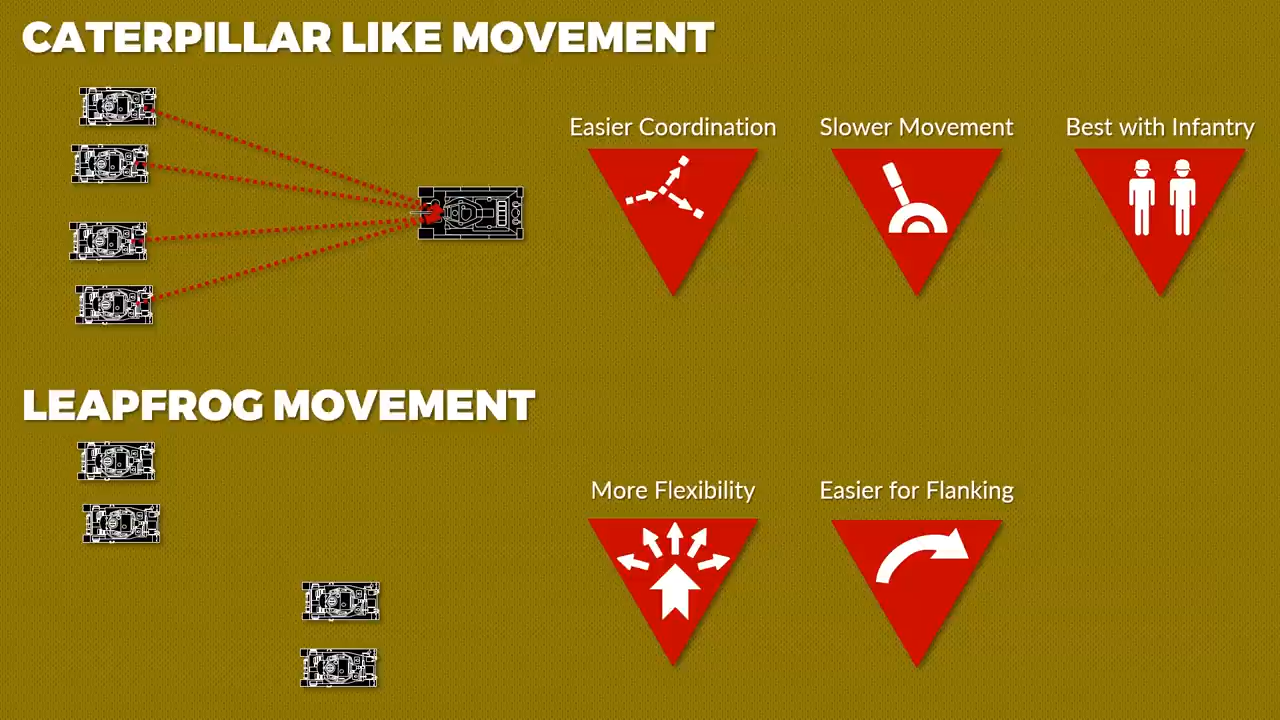 CATERPILLAR LIKE MOVEMENT
Easier Coordination
Slower Movement
Best with Infantry
LEAPFROG MOVEMENT
More Flexibility
Easier for Flanking